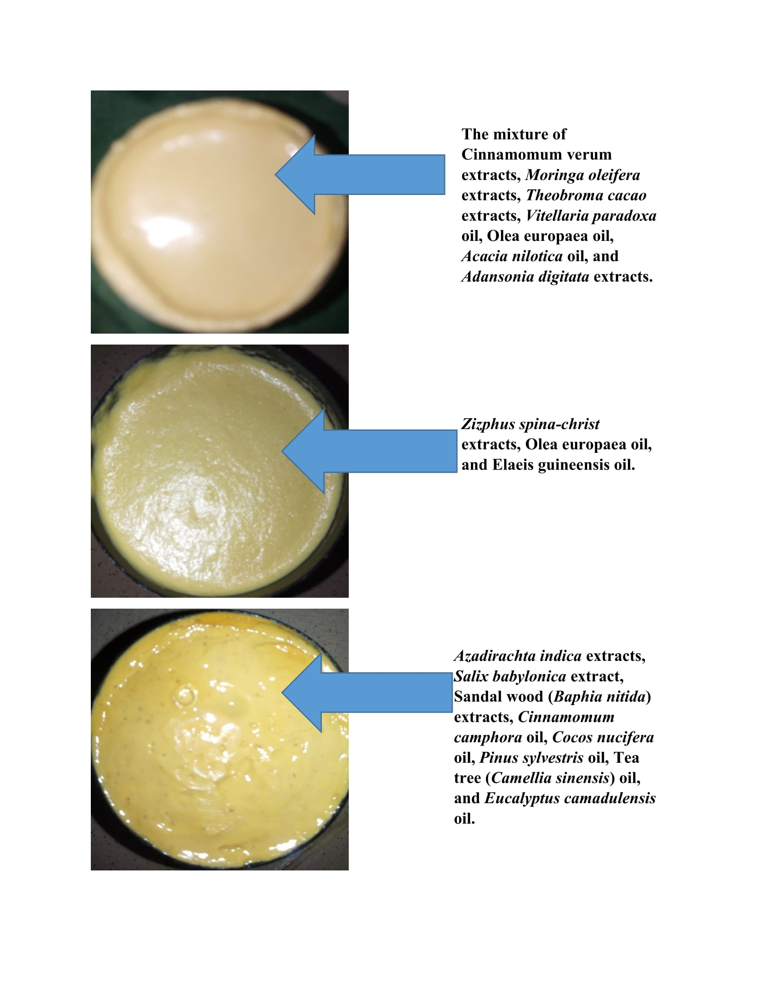 The mixture of
Cinnamomum verum
extracts, Moringa oleifera
extracts, Theobroma cacao
extracts, Vitellaria paradoxa
oil, Olea europaea oil,
Acacia nilotica oil, and
Adansonia digitata extracts.
Zizphus spina-christ
extracts, Olea europaea oil,
and Elaeis guineensis oil.
Azadirachta indica extracts,
Salix babylonica extract,
Sandal wood (Baphia nitida)
extracts, Cinnamomum
camphora oil, Cocos nucifera
oil, Pinus sylvestris oil, Tea
tree (Camellia sinensis) oil,
and Eucalyptus camadulensis
oil.